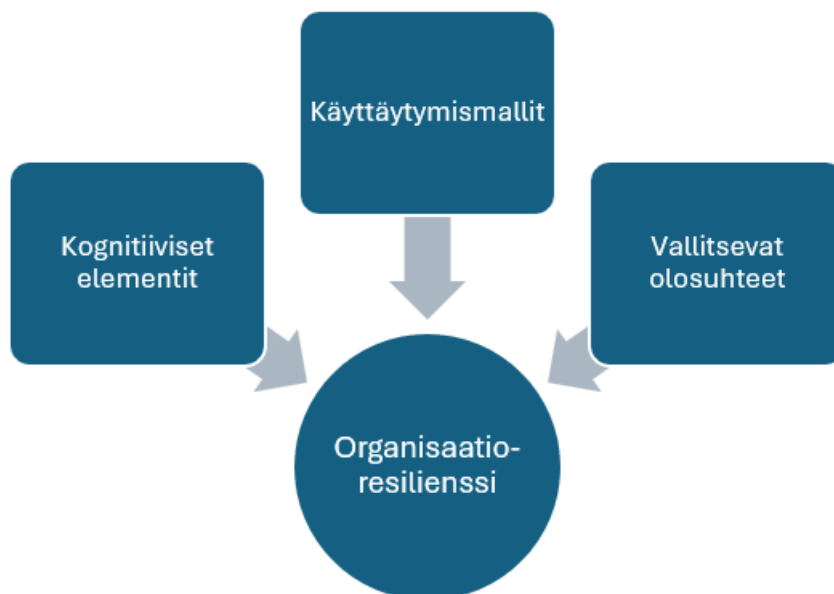 Käyttäytymismallit
Kognitiiviset
elementit
Vallitsevat
olosuhteet
Organisaatio-
resilienssi